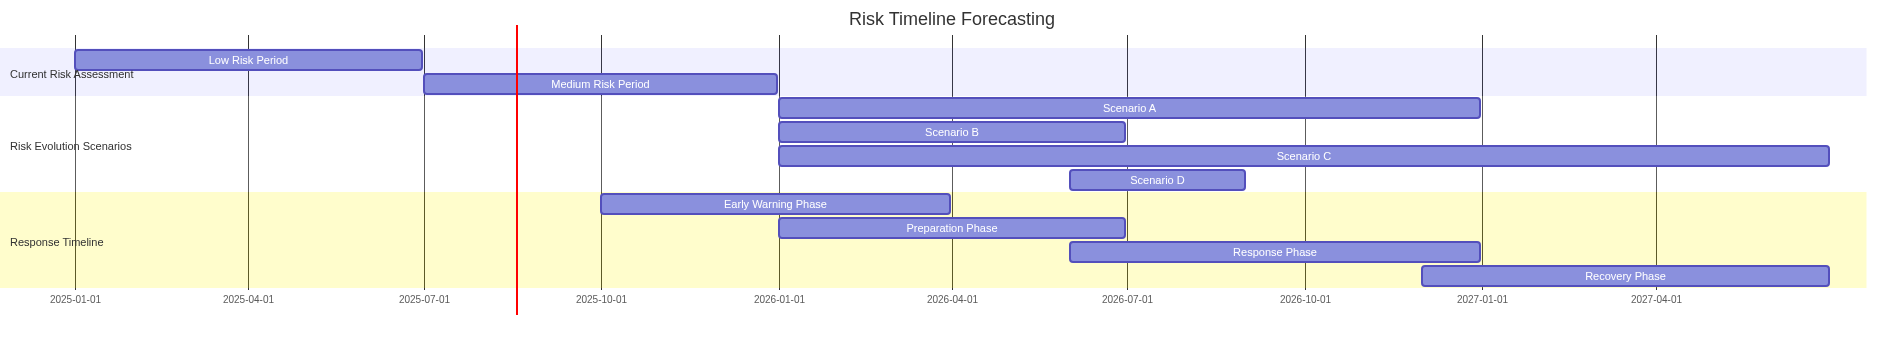 Risk Timeline Forecasting
Low Risk Period
Current Risk Assessment
Medium Risk Period
Scenario A
Scenario B
Risk Evolution Scenarios
Scenario C
Scenario D
Early Warning Phase
Preparation Phase
Response Timeline
Response Phase
Recovery Phase
2025-01-01 2025-04-01 2025-07-01 2025-10-01 2026-01-01 2026-04-01 2026-07-01 2026-10-01 2027-01-01 2027-04-01